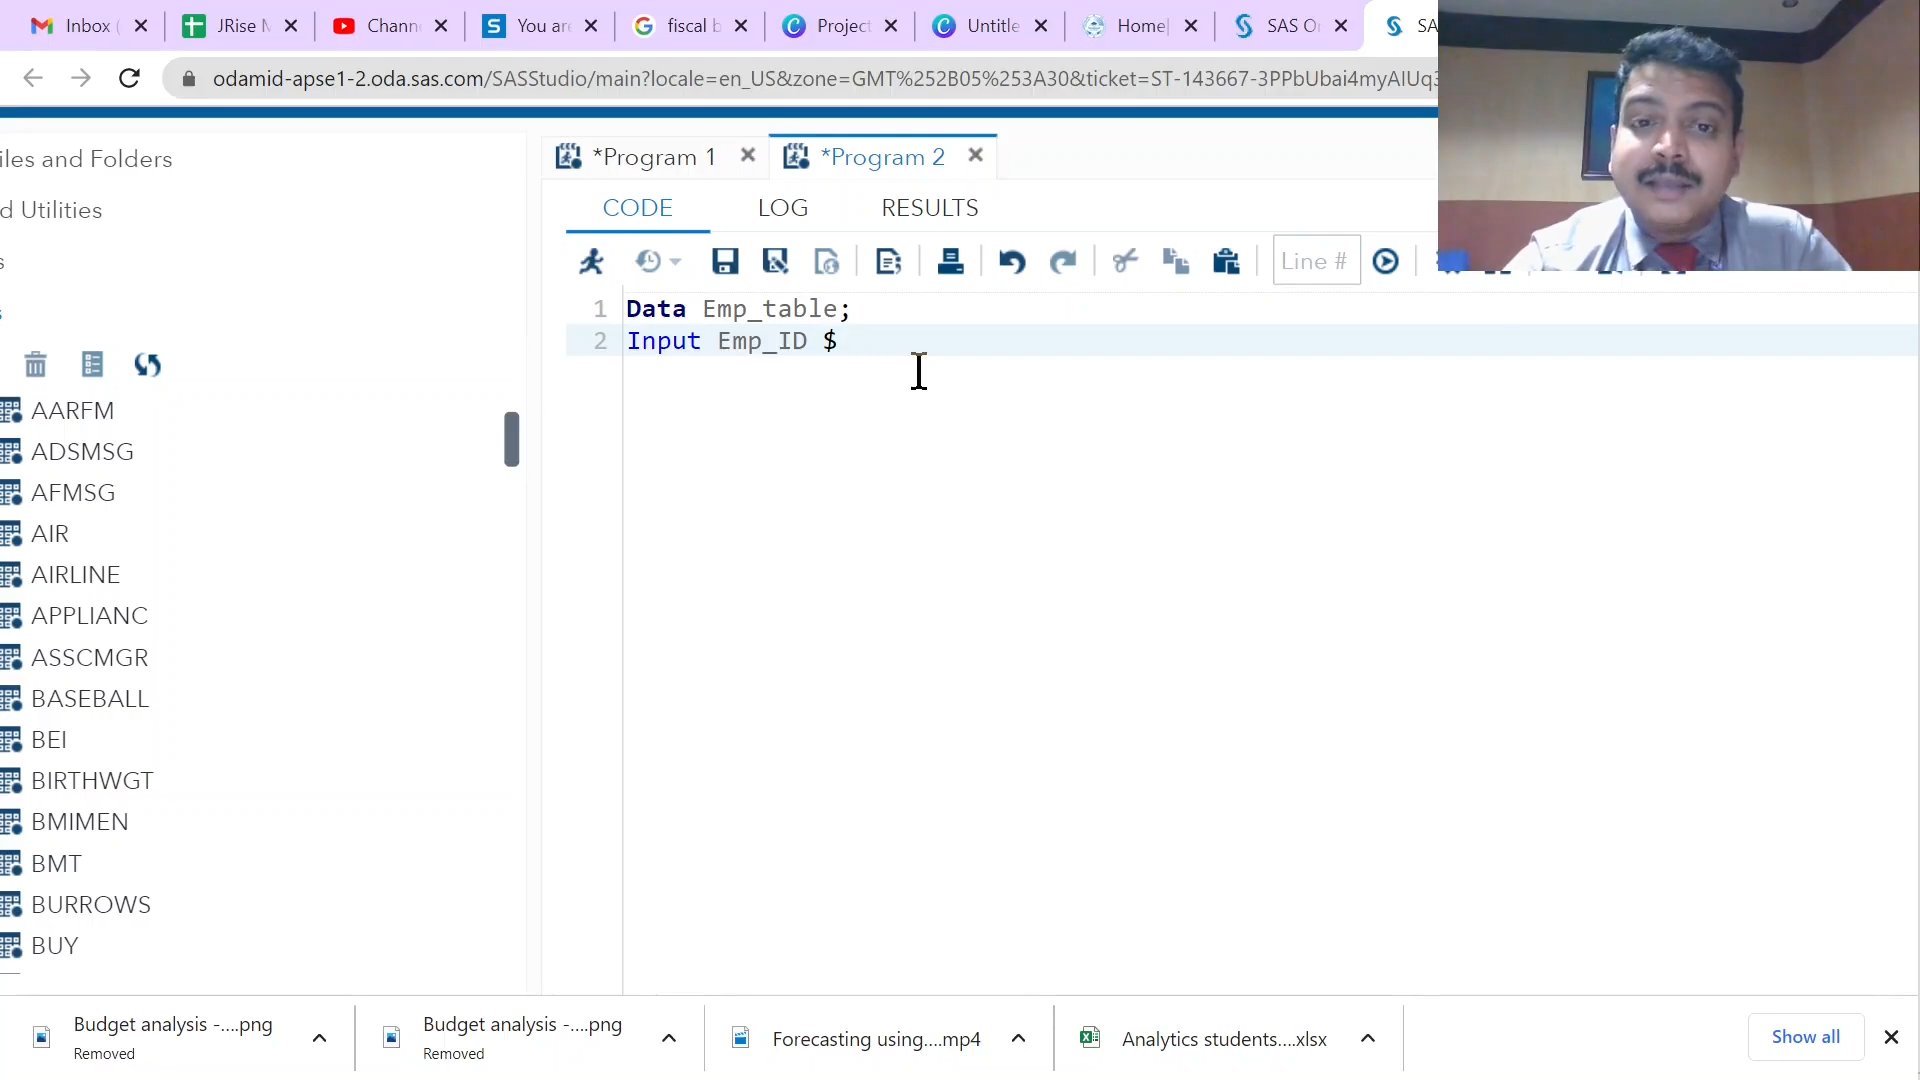 Inbox (
JRise M
Chann
You are
fiscal b
Project
Untitle
Home|
SAS O
SA
odamid-apse1-2.oda.sas.com/SASStudio/main?locale=en_US&zone=GMT%252B05%253A30&ticket=ST-143667-3PPbUbai4myAIUq3
iles and Folders
d Utilities
s
s
AARFM
ADSMSG
AFMSG
AIR
AIRLINE
APPLIANC
ASSCMGR
BASEBALL
BEI
BIRTHWGT
BMIMEN
BMT
BURROWS
BUY
*Program 1
*Program 2
CODE LOG RESULTS
Line #
1 Data Emp_table;
2 Input Emp_ID $
Budget analysis -....png
Removed
Budget analysis -....png
Removed
Forecasting using....mp4
Analytics students....xlsx
Show all